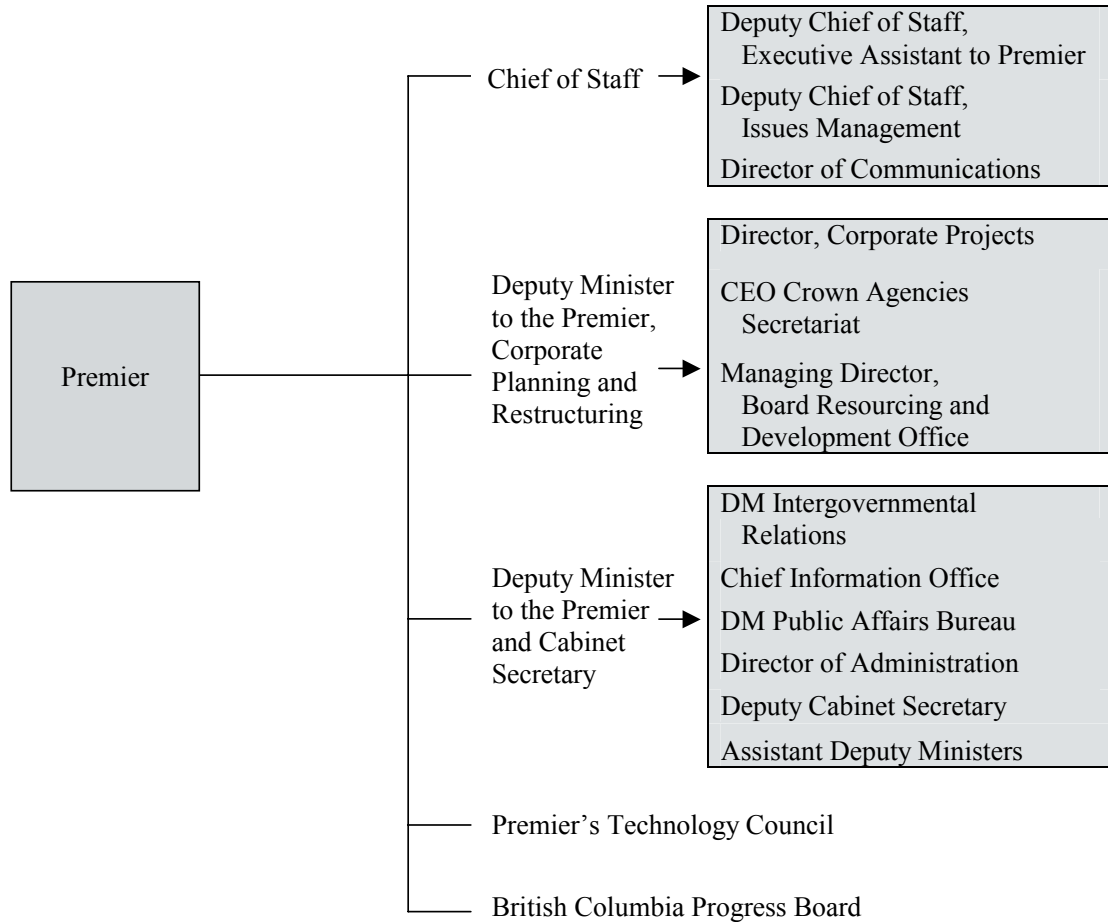 Premier
Chief of Staff
Deputy Chief of Staff,
Executive Assistant to Premier
Deputy Chief of Staff,
Issues Management
Director of Communications
Deputy Minister
to the Premier,
Corporate
Planning and
Restructuring
Director, Corporate Projects
CEO Crown Agencies
Secretariat
Managing Director,
Board Resourcing and
Development Office
Deputy Minister
to the Premier
and Cabinet
Secretary
DM Intergovernmental
Relations
Chief Information Office
DM Public Affairs Bureau
Director of Administration
Deputy Cabinet Secretary
Assistant Deputy Ministers
Premier’s Technology Council
British Columbia Progress Board